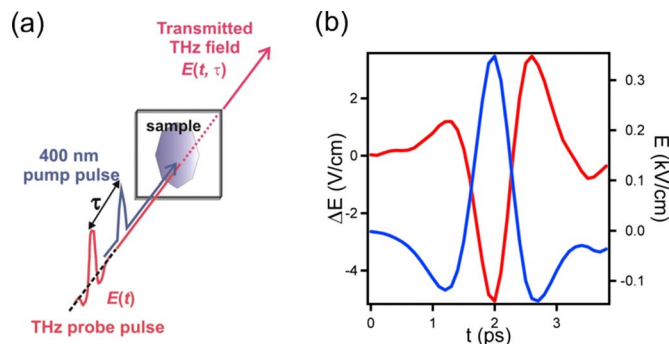 (a)
Transmitted
THz field
E(t, τ)
sample
400 nm
pump pulse
τ
E(t)
THz probe pulse
(b)
2
0
-2
-4
ΔE (V/cm)
0.3
0.2
0.1
0.0
-0.1
E (kV/cm)
0
1
2
3
t (ps)